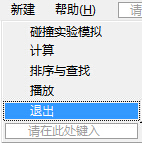 新建 帮助(H) 请
碰撞实验模拟
计算
排序与查找
播放
退出
请在此处键入